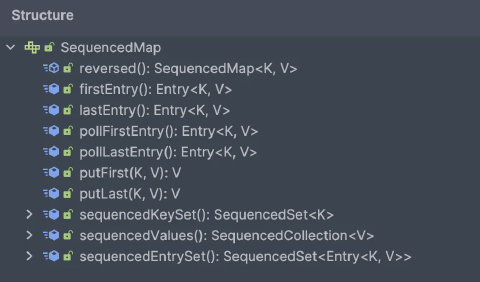 Structure
SequencedMap
reversed(): SequencedMap<K, V>
firstEntry(): Entry<K, V>
lastEntry(): Entry<K, V>
pollFirstEntry(): Entry<K, V>
pollLastEntry(): Entry<K, V>
putFirst(K, V): V
putLast(K, V): V
sequencedKeySet(): SequencedSet<K>
sequencedValues(): SequencedCollection<V>
sequencedEntrySet(): SequencedSet<Entry<K, V>>